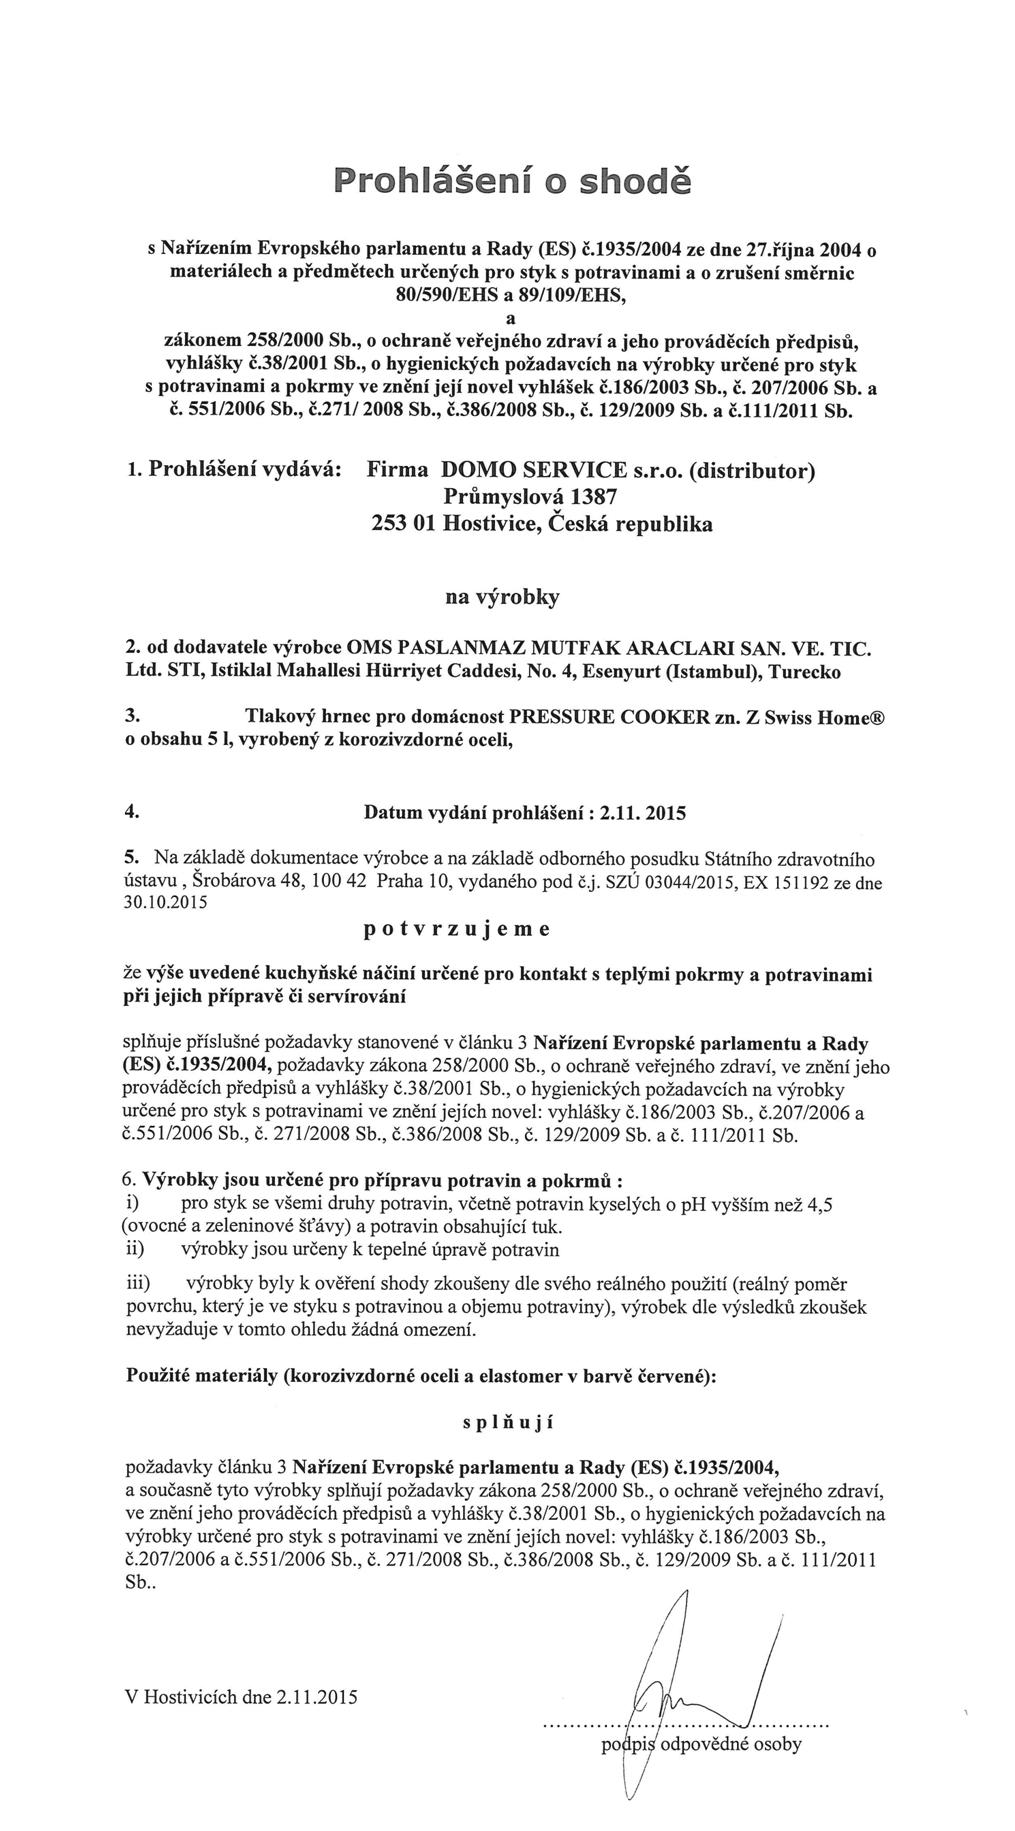 Prohlášení o shodě
s Nařízením Evropského parlamentu a Rady (ES) č.1935/2004 ze dne 27.října 2004 o
materiálech a předmětech určených pro styk s potravinami a o zrušení směrnic
80/590/EHS a 89/109/EHS,
a
zákonem 258/2000 Sb., o ochraně veřejného zdraví a jeho prováděcích předpisů,
vyhlášky č.38/2001 Sb., o hygienických požadavcích na výrobky určené pro styk
s potravinami a pokrmy ve znění její novel vyhlášek č.186/2003 Sb., č. 207/2006 Sb. a
č. 551/2006 Sb., č.271/ 2008 Sb., č.386/2008 Sb., č. 129/2009 Sb. a č.111/2011 Sb.
1. Prohlášení vydává: Firma DOMO SERVICE s.r.o. (distributor)
Průmyslová 1387
253 01 Hostivice, Česká republika
na výrobky
2. od dodavatele výrobce OMS PASLANMAZ MUTFAK ARACLARI SAN. VE. TIC.
Ltd. STI, Istiklal Mahallesi Hürriyet Caddesi, No. 4, Esenyurt (Istambul), Turecko
3. Tlakový hrnec pro domácnost PRESSURE COOKER zn. Z Swiss Home®
o obsahu 5 l, vyrobený z korozivzdorné oceli,
4. Datum vydání prohlášení : 2.11. 2015
5. Na základě dokumentace výrobce a na základě odborného posudku Státního zdravotního
ústavu , Šrobárova 48, 100 42 Praha 10, vydaného pod č.j. SZÚ 03044/2015, EX 151192 ze dne
30.10.2015
p o t v r z u j e m e
že výše uvedené kuchyňské náčiní určené pro kontakt s teplými pokrmy a potravinami
při jejich přípravě či servírování
splňuje příslušné požadavky stanovené v článku 3 Nařízení Evropské parlamentu a Rady
(ES) č.1935/2004, požadavky zákona 258/2000 Sb., o ochraně veřejného zdraví, ve znění jeho
prováděcích předpisů a vyhlášky č.38/2001 Sb., o hygienických požadavcích na výrobky
určené pro styk s potravinami ve znění jejích novel: vyhlášky č.186/2003 Sb., č.207/2006 a
č.551/2006 Sb., č. 271/2008 Sb., č.386/2008 Sb., č. 129/2009 Sb. a č. 111/2011 Sb.
6. Výrobky jsou určené pro přípravu potravin a pokrmů :
i) pro styk se všemi druhy potravin, včetně potravin kyselých o pH vyšším než 4,5
(ovocné a zeleninové šťávy) a potravin obsahující tuk.
ii) výrobky jsou určeny k tepelné úpravě potravin
iii) výrobky byly k ověření shody zkoušeny dle svého reálného použití (reálný poměr
povrchu, který je ve styku s potravinou a objemu potraviny), výrobek dle výsledků zkoušek
nevyžaduje v tomto ohledu žádná omezení.
Použité materiály (korozivzdorné oceli a elastomer v barvě červené):
s p l ň u j í
požadavky článku 3 Nařízení Evropské parlamentu a Rady (ES) č.1935/2004,
a současně tyto výrobky splňují požadavky zákona 258/2000 Sb., o ochraně veřejného zdraví,
ve znění jeho prováděcích předpisů a vyhlášky č.38/2001 Sb., o hygienických požadavcích na
výrobky určené pro styk s potravinami ve znění jejích novel: vyhlášky č.186/2003 Sb.,
č.207/2006 a č.551/2006 Sb., č. 271/2008 Sb., č.386/2008 Sb., č. 129/2009 Sb. a č. 111/2011
Sb..
V Hostivicích dne 2.11.2015
podpis odpovědné osoby